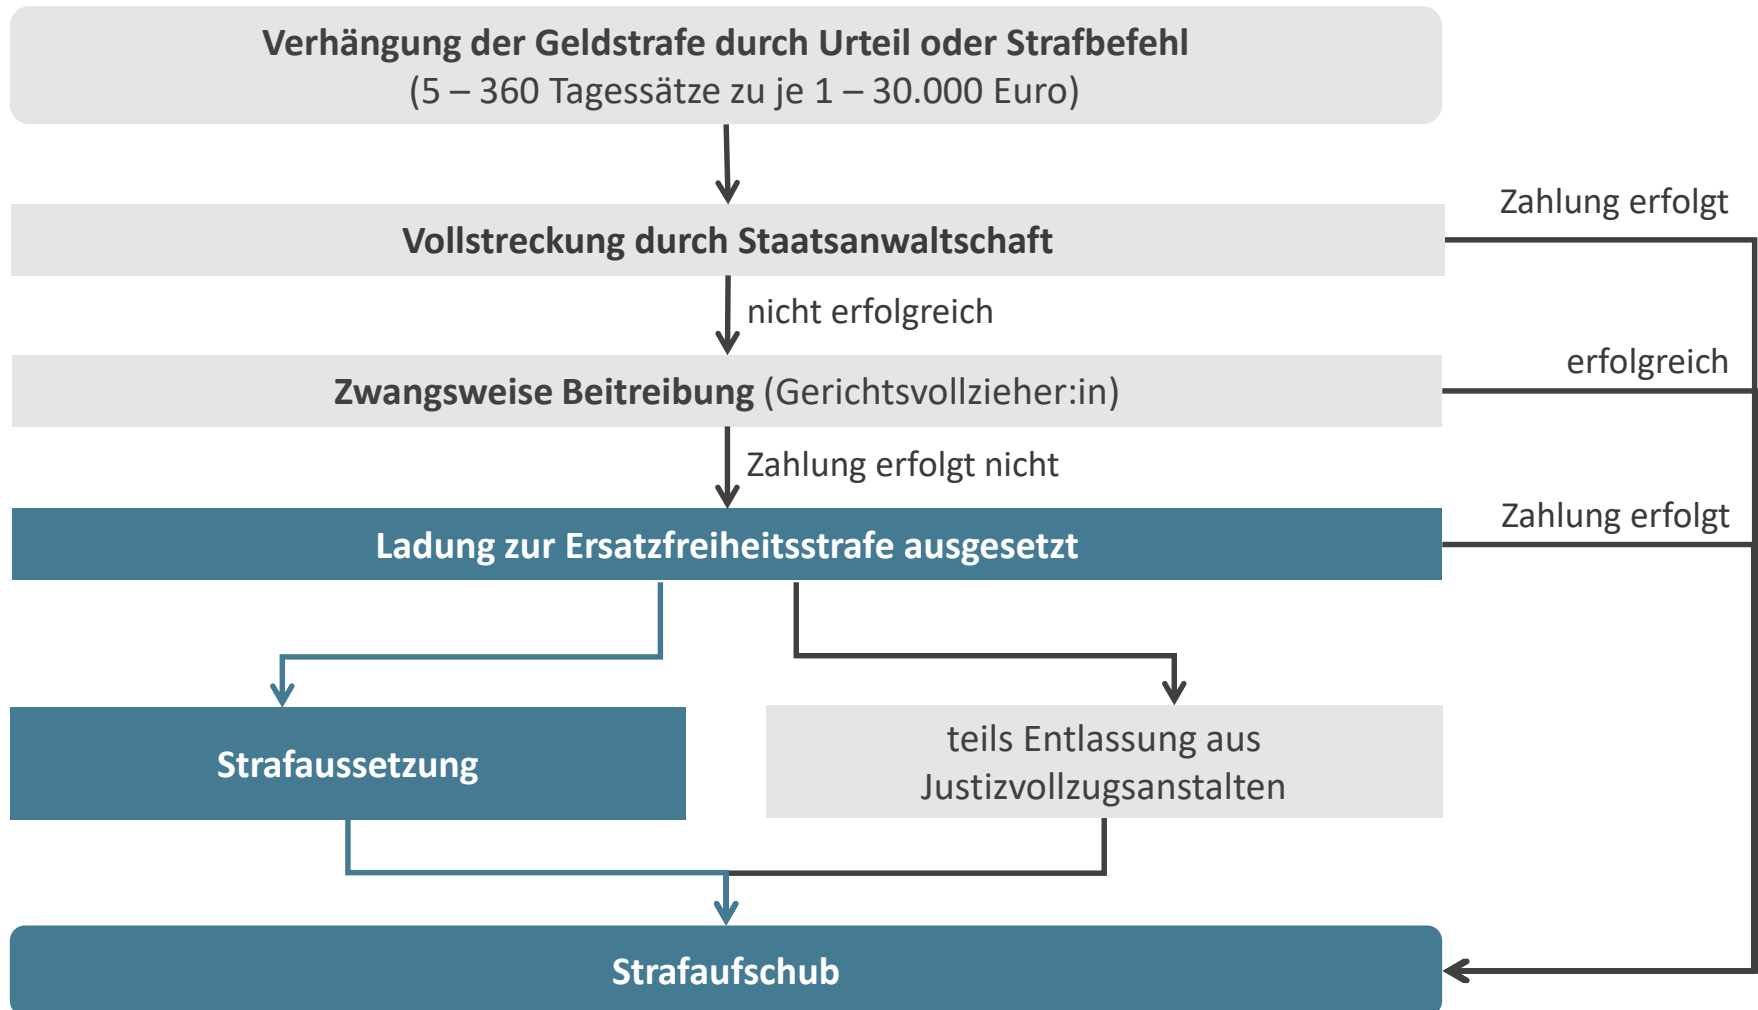 Verhängung der Geldstrafe durch Urteil oder Strafbefehl
(5 – 360 Tagessätze zu je 1 – 30.000 Euro)
Zahlung erfolgt
Vollstreckung durch Staatsanwaltschaft
nicht erfolgreich
erfolgreich
Zwangsweise Beitreibung (Gerichtsvollzieher:in)
Zahlung erfolgt nicht
Zahlung erfolgt
Ladung zur Ersatzfreiheitsstrafe ausgesetzt
Strafaussetzung
teils Entlassung aus
Justizvollzugsanstalten
Strafaufschub